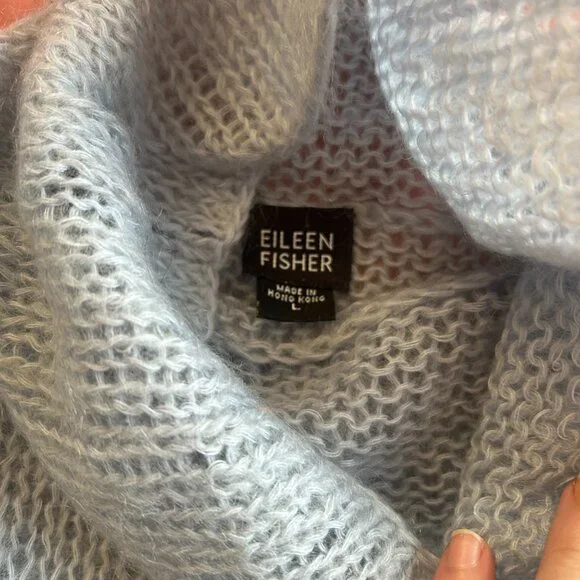 EILEEN
FISHER
MADE IN
HONG KONG
L